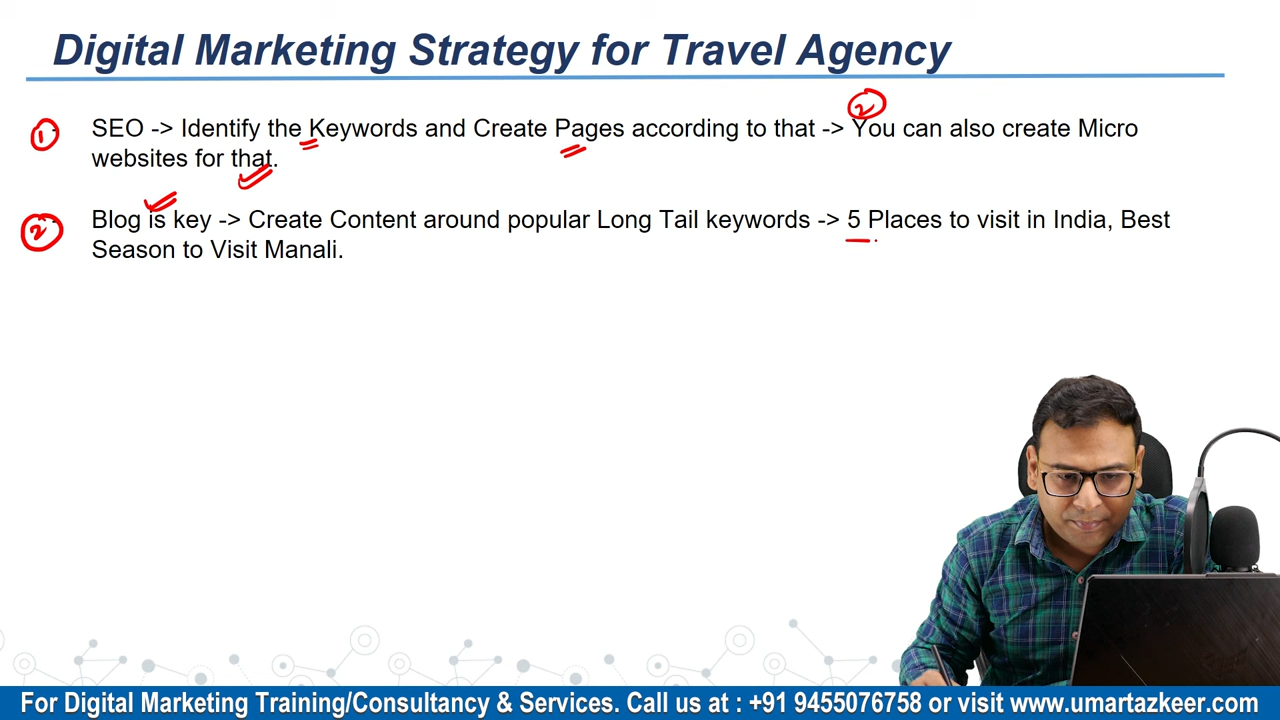 Digital Marketing Strategy for Travel Agency
2
1 SEO -> Identify the Keywords and Create Pages according to that -> You can also create Micro
websites for that.
2 Blog is key -> Create Content around popular Long Tail keywords -> 5 Places to visit in India, Best
Season to Visit Manali.
For Digital Marketing Training/Consultancy & Services. Call us at : +91 9455076758 or visit www.umartazkeer.com